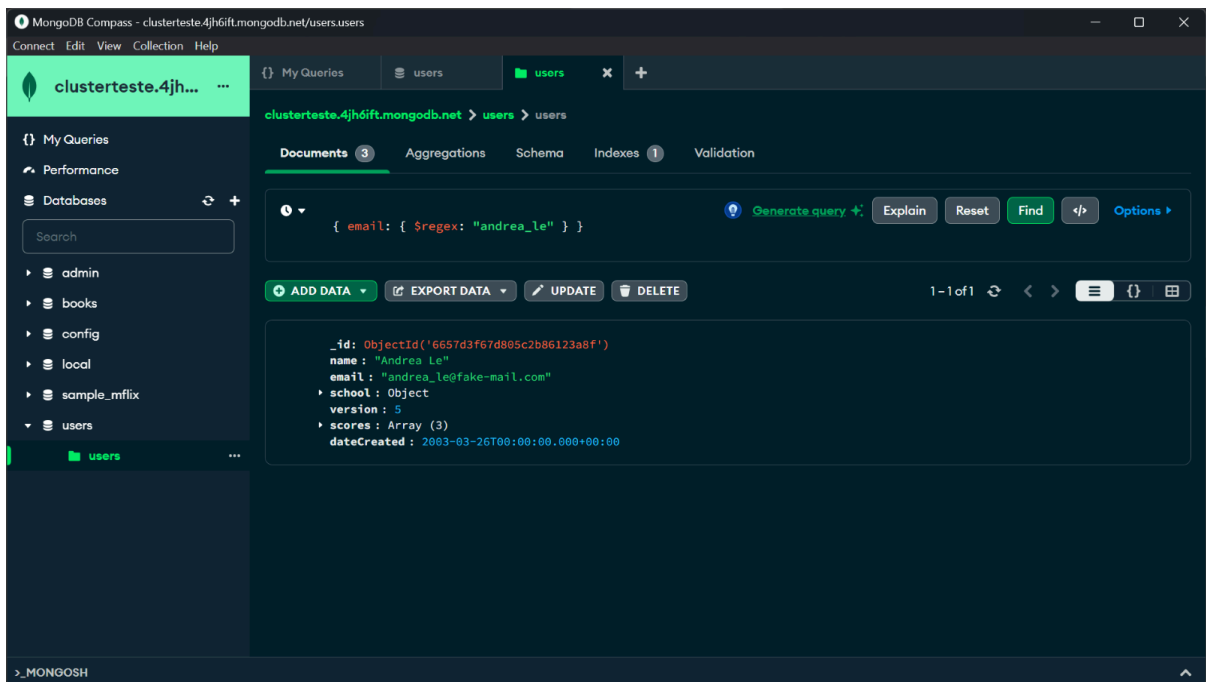 MongoDB Compass - clusterteste.4jh6ift.mongodb.net/users.users
Connect Edit View Collection Help
clusterteste.4jh... ...
{} My Queries
Performance
Databases
Search
admin
books
config
local
sample_mflix
users
users ...
{} My Queries users users
clusterteste.4jh6ift.mongodb.net > users > users
Documents 3 Aggregations Schema Indexes 1 Validation
{ email: { $regex: "andrea_le" } }
Generate query Explain Reset Find </> Options
ADD DATA EXPORT DATA UPDATE DELETE 1-1 of 1 {}
_id: ObjectId('6657d3f67d805c2b86123a8f')
name : "Andrea Le"
email : "andrea_le@fake-mail.com"
school : Object
version : 5
scores : Array (3)
dateCreated : 2003-03-26T00:00:00.000+00:00
>_MONGOSH